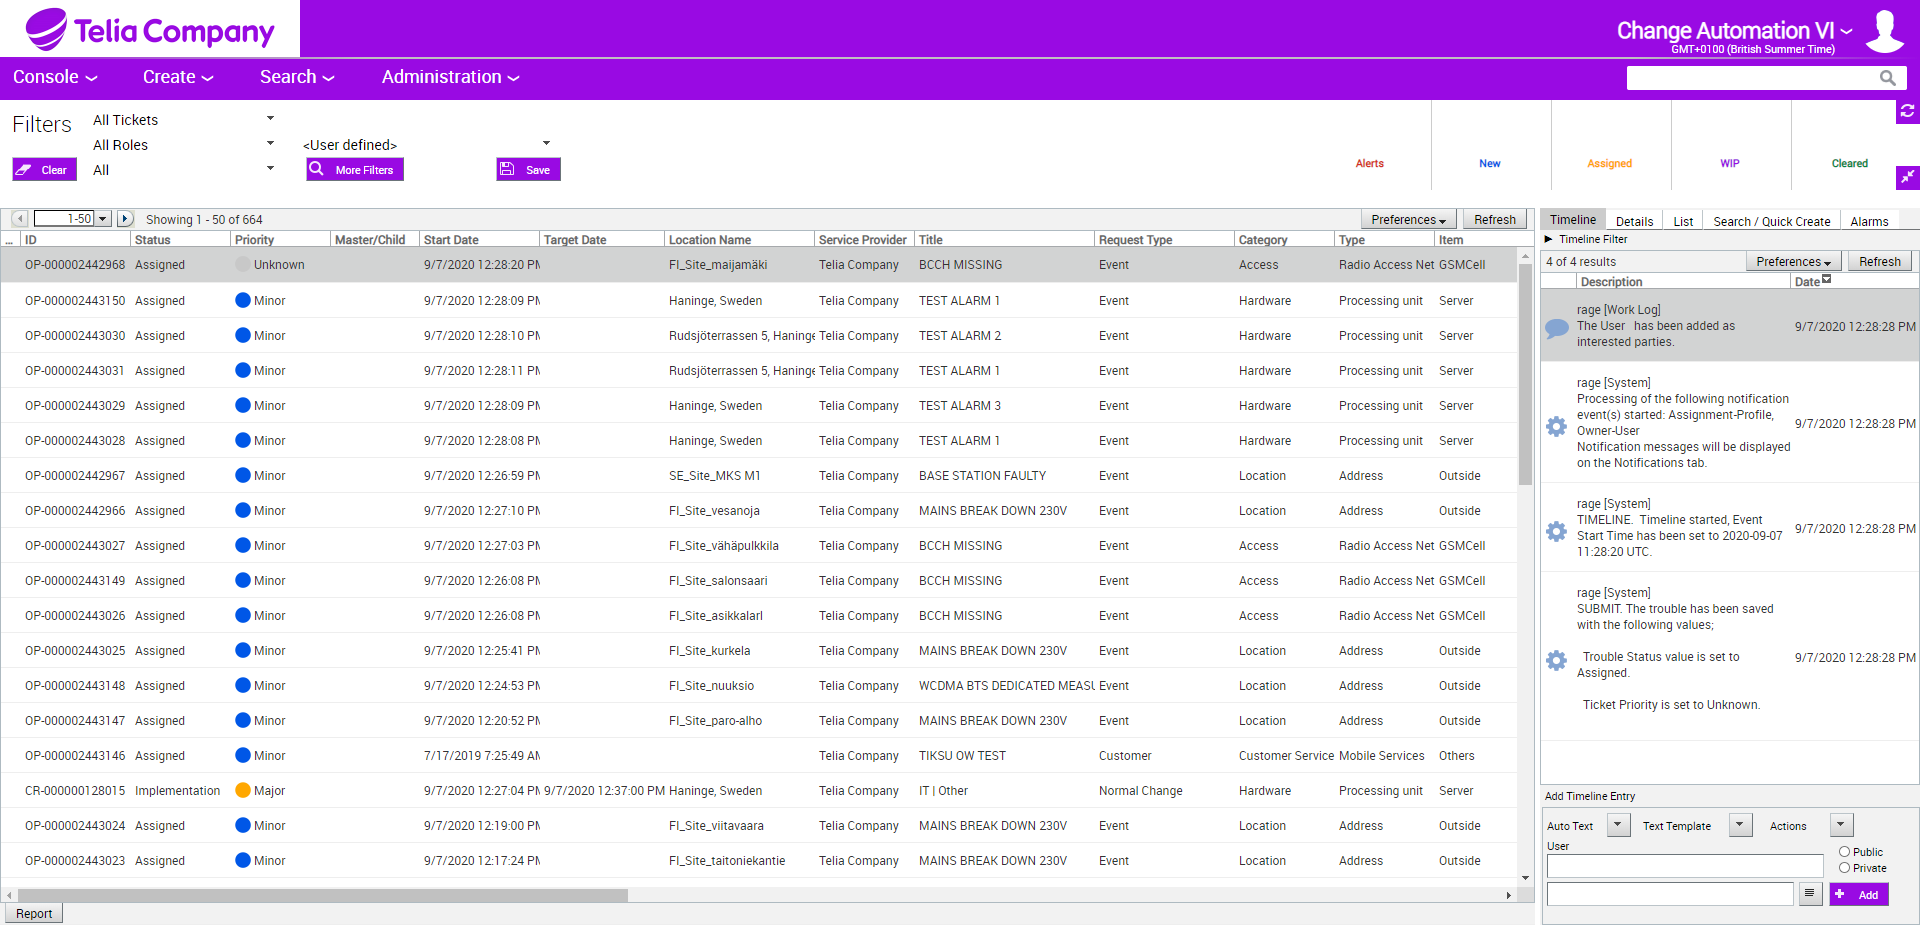 Telia Company
Change Automation VI
GMT+0100 (British Summer Time)
Console Create Search Administration
Filters
All Tickets
All Roles
All
<User defined>
Clear
More Filters
Save
Alerts New Assigned WIP Cleared
1-50 Showing 1 - 50 of 664
Preferences Refresh
... ID Status Priority Master/Child Start Date Target Date Location Name Service Provider Title Request Type Category Type Item
OP-000002442968 Assigned Unknown 9/7/2020 12:28:20 PM FI_Site_maijamäki Telia Company BCCH MISSING Event Access Radio Access Net GSMCell
OP-000002443150 Assigned Minor 9/7/2020 12:28:09 PM Haninge, Sweden Telia Company TEST ALARM 1 Event Hardware Processing unit Server
OP-000002443030 Assigned Minor 9/7/2020 12:28:10 PM Rudsjöterrassen 5, Haninge Telia Company TEST ALARM 2 Event Hardware Processing unit Server
OP-000002443031 Assigned Minor 9/7/2020 12:28:11 PM Rudsjöterrassen 5, Haninge Telia Company TEST ALARM 1 Event Hardware Processing unit Server
OP-000002443029 Assigned Minor 9/7/2020 12:28:09 PM Haninge, Sweden Telia Company TEST ALARM 3 Event Hardware Processing unit Server
OP-000002443028 Assigned Minor 9/7/2020 12:28:08 PM Haninge, Sweden Telia Company TEST ALARM 1 Event Hardware Processing unit Server
OP-000002442967 Assigned Minor 9/7/2020 12:26:59 PM SE_Site_MKS M1 Telia Company BASE STATION FAULTY Event Location Address Outside
OP-000002442966 Assigned Minor 9/7/2020 12:27:10 PM FI_Site_vesanoja Telia Company MAINS BREAK DOWN 230V Event Location Address Outside
OP-000002443027 Assigned Minor 9/7/2020 12:27:03 PM FI_Site_vähäpulkkila Telia Company BCCH MISSING Event Access Radio Access Net GSMCell
OP-000002443149 Assigned Minor 9/7/2020 12:26:08 PM FI_Site_salonsaari Telia Company BCCH MISSING Event Access Radio Access Net GSMCell
OP-000002443026 Assigned Minor 9/7/2020 12:26:08 PM FI_Site_asikkalarl Telia Company BCCH MISSING Event Access Radio Access Net GSMCell
OP-000002443025 Assigned Minor 9/7/2020 12:25:41 PM FI_Site_kurkela Telia Company MAINS BREAK DOWN 230V Event Location Address Outside
OP-000002443148 Assigned Minor 9/7/2020 12:24:53 PM FI_Site_nuuksio Telia Company WCDMA BTS DEDICATED MEASU Event Location Address Outside
OP-000002443147 Assigned Minor 9/7/2020 12:20:52 PM FI_Site_paro-alho Telia Company MAINS BREAK DOWN 230V Event Location Address Outside
OP-000002443146 Assigned Minor 7/17/2019 7:25:49 AM Telia Company TIKSU OW TEST Customer Customer Service Mobile Services Others
CR-000000128015 Implementation Major 9/7/2020 12:27:04 PM 9/7/2020 12:37:00 PM Haninge, Sweden Telia Company IT | Other Normal Change Hardware Processing unit Server
OP-000002443024 Assigned Minor 9/7/2020 12:19:00 PM FI_Site_viitavaara Telia Company MAINS BREAK DOWN 230V Event Location Address Outside
OP-000002443023 Assigned Minor 9/7/2020 12:17:24 PM FI_Site_taitoniekantie Telia Company MAINS BREAK DOWN 230V Event Location Address Outside
Report
Timeline Details List Search / Quick Create Alarms
Timeline Filter
4 of 4 results Preferences Refresh
Description Date
rage [Work Log]
The User has been added as
interested parties.
9/7/2020 12:28:28 PM
rage [System]
Processing of the following notification
event(s) started: Assignment-Profile,
Owner-User
Notification messages will be displayed
on the Notifications tab.
9/7/2020 12:28:28 PM
rage [System]
TIMELINE. Timeline started, Event
Start Time has been set to 2020-09-07
11:28:20 UTC.
9/7/2020 12:28:28 PM
rage [System]
SUBMIT. The trouble has been saved
with the following values;
Trouble Status value is set to
Assigned.
Ticket Priority is set to Unknown.
9/7/2020 12:28:28 PM
Add Timeline Entry
Auto Text Text Template Actions
User
Public
Private
Add